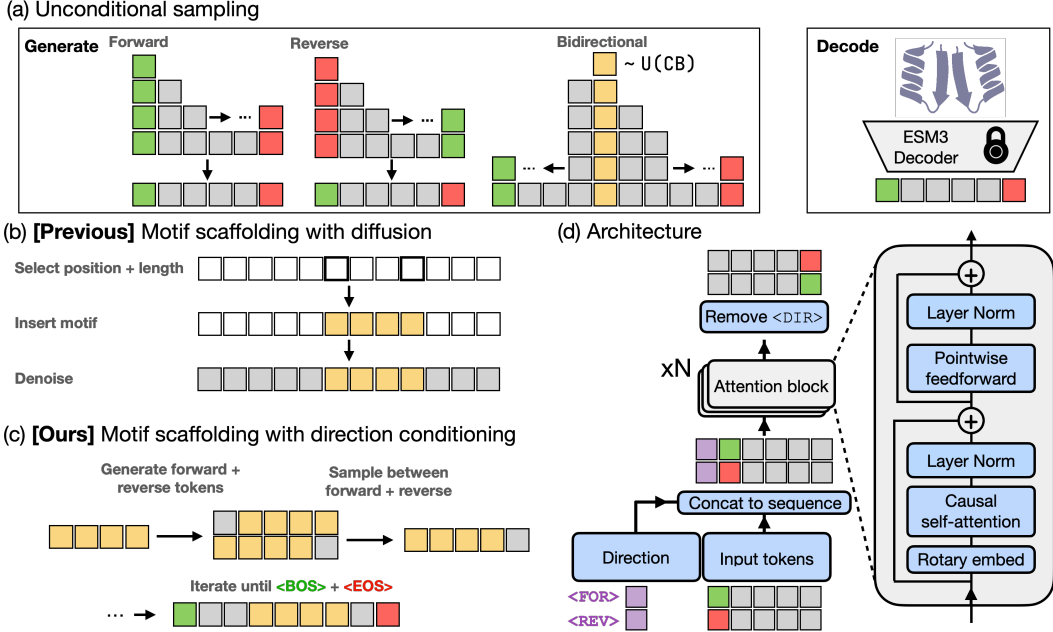 (a) Unconditional sampling
Generate
Forward
Reverse
Bidirectional
~ U(CB)
...
...
...
...
Decode
ESM3
Decoder
(b) [Previous] Motif scaffolding with diffusion
Select position + length
Insert motif
Denoise
(c) [Ours] Motif scaffolding with direction conditioning
Generate forward +
reverse tokens
Sample between
forward + reverse
Iterate until <BOS> + <EOS>
...
(d) Architecture
Remove <DIR>
xN
Attention block
Concat to sequence
Direction
Input tokens
<FOR>
<REV>
+
Layer Norm
Pointwise
feedforward
+
Layer Norm
Causal
self-attention
Rotary embed